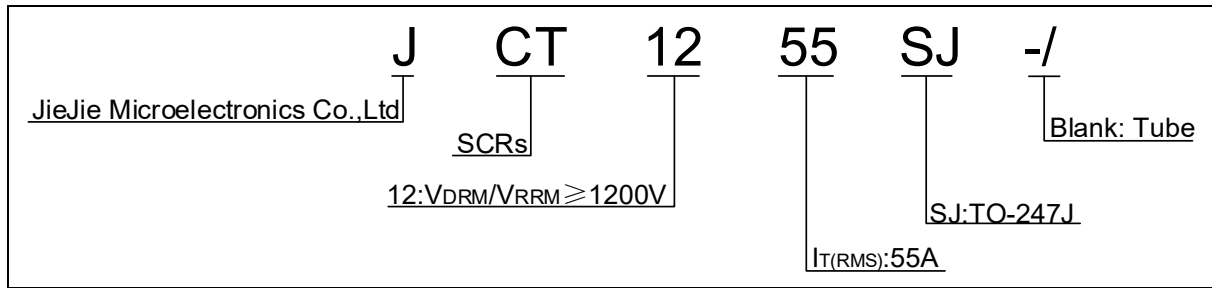 J CT 12 55 SJ -/
JieJie Microelectronics Co.,Ltd
Blank: Tube
SCRs
12:VDRM/VRRM≥1200V
SJ:TO-247J
IT(RMS):55A